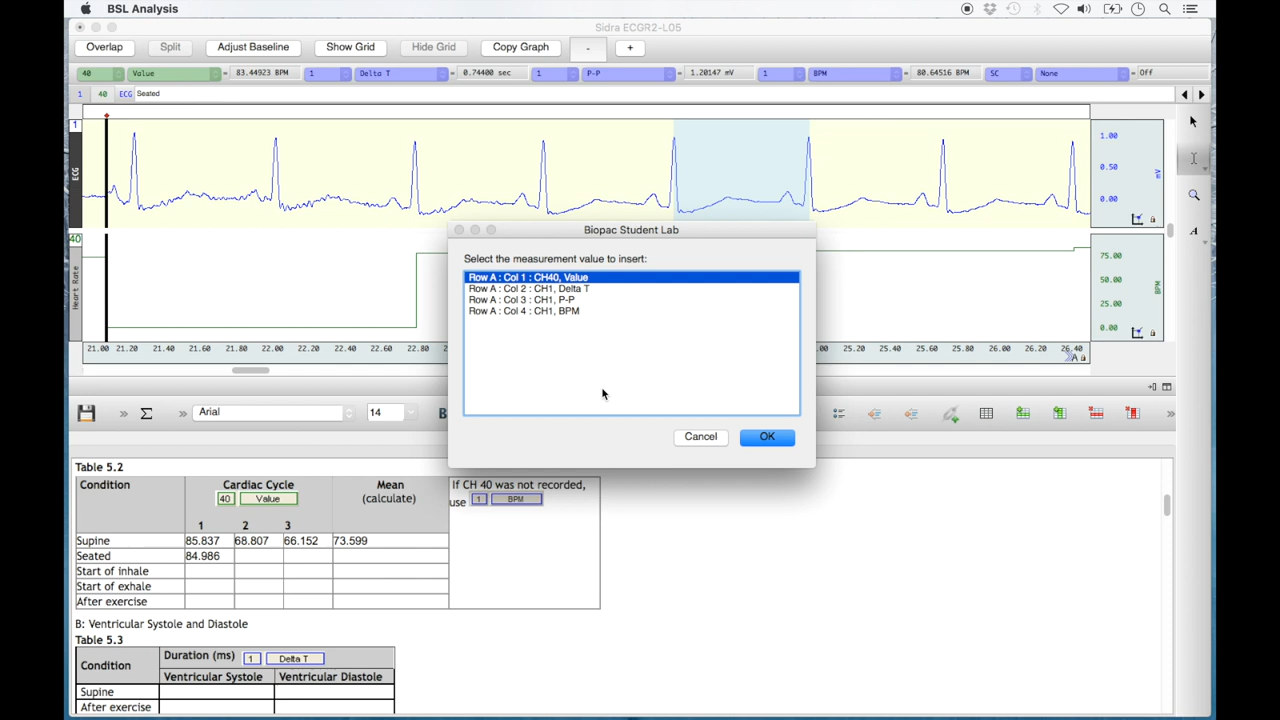 BSL Analysis
Sidra ECGR2-L05
Overlap Split Adjust Baseline Show Grid Hide Grid Copy Graph - +
40 Value = 83.44923 BPM 1 Delta T = 0.74400 sec 1 P-P = 1.20147 mV 1 BPM = 80.64516 BPM SC None = Off
1 40 ECG Seated
1
ECG
1.00
0.50
0.00
mV
40
Heart Rate
75.00
50.00
25.00
0.00
BPM
21.00 21.20 21.40 21.60 21.80 22.00 22.20 22.40 22.60 22.80 25.20 25.40 25.60 25.80 26.00 26.20 26.40
Biopac Student Lab
Select the measurement value to insert:
Row A : Col 1 : CH40, Value
Row A : Col 2 : CH1, Delta T
Row A : Col 3 : CH1, P-P
Row A : Col 4 : CH1, BPM
Cancel OK
» Σ » Arial 14 B »
Table 5.2
Condition Cardiac Cycle Mean If CH 40 was not recorded,
40 Value (calculate) use 1 BPM
1 2 3
Supine 85.837 68.807 66.152 73.599
Seated 84.986
Start of inhale
Start of exhale
After exercise
B: Ventricular Systole and Diastole
Table 5.3
Condition Duration (ms) 1 Delta T
Ventricular Systole Ventricular Diastole
Supine
After exercise